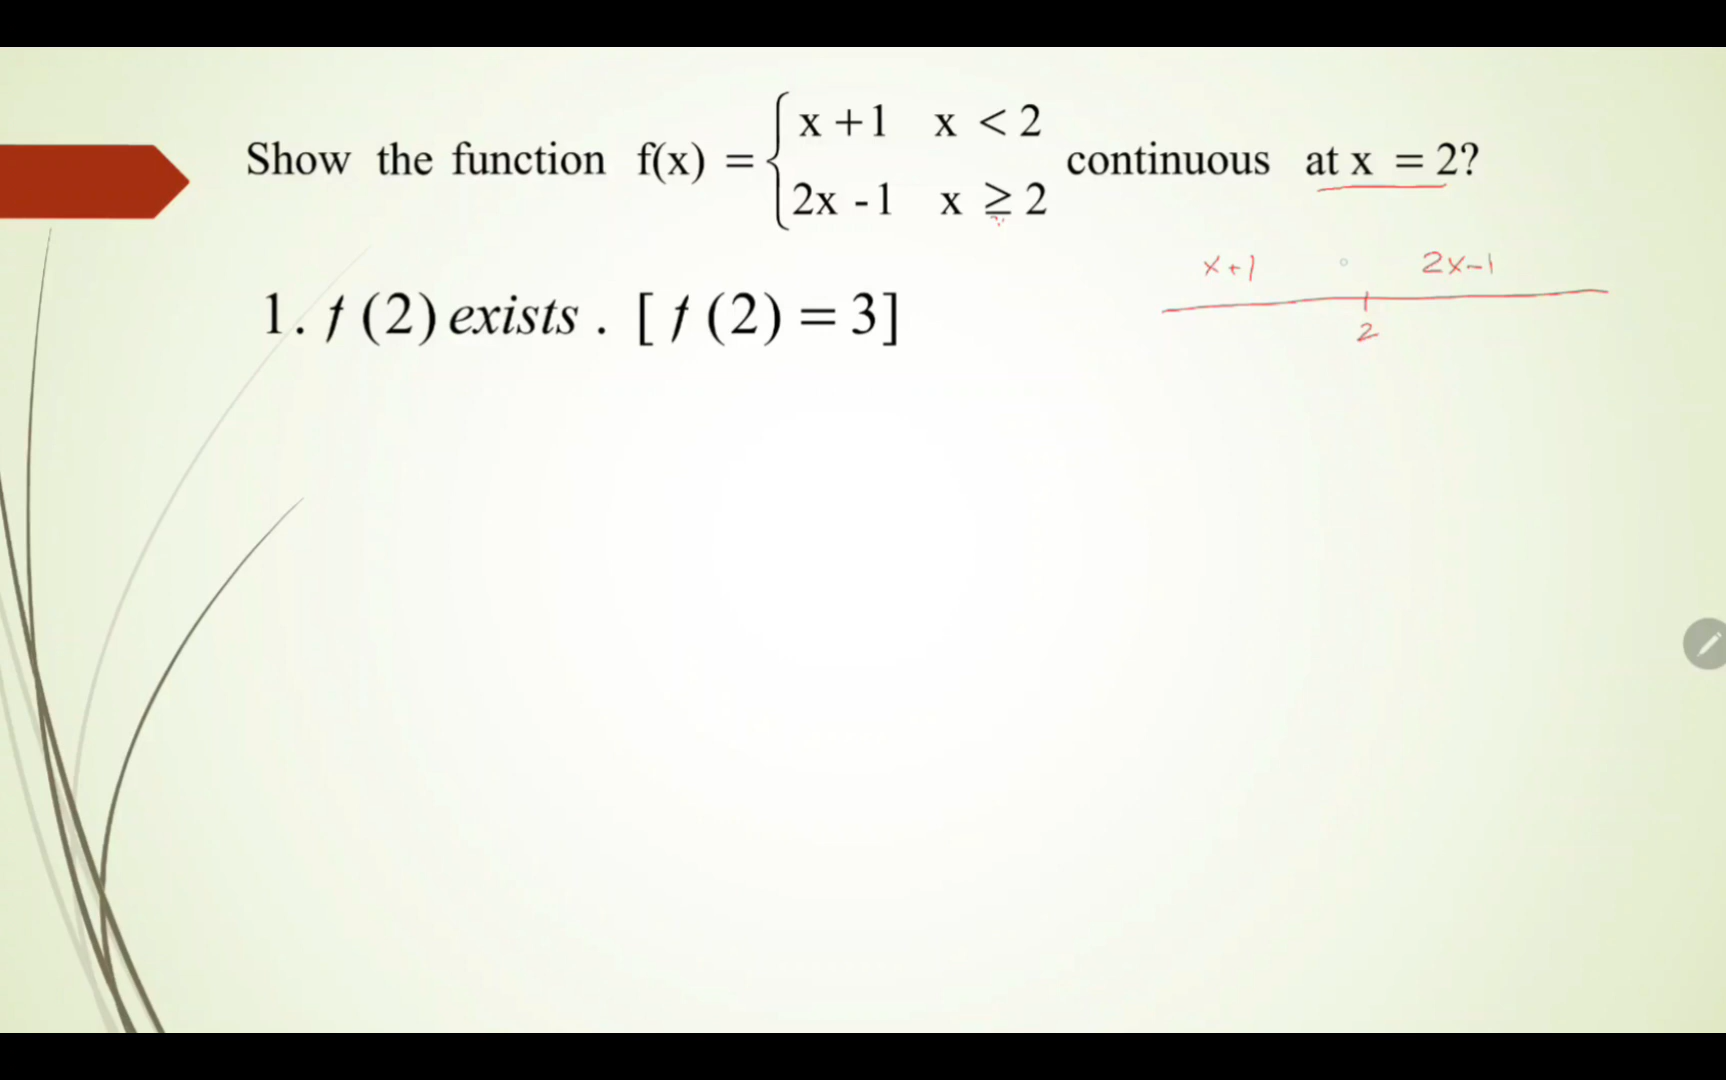 Show the function f(x) = { x + 1 x < 2
2x - 1 x ≥ 2 continuous at x = 2?
x+1 2x-1
2
1. f (2) exists . [ f (2) = 3]